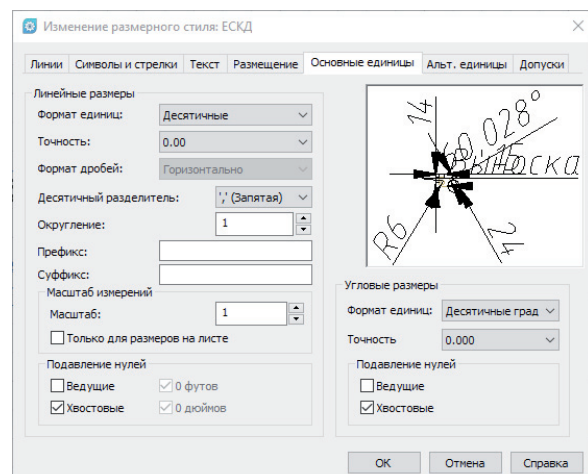 Изменение размерного стиля: ЕСКД
Линии Символы и стрелки Текст Размещение Основные единицы Альт. единицы Допуски
Линейные размеры
Формат единиц: Десятичные
Точность: 0.00
Формат дробей: Горизонтально
Десятичный разделитель: ',' (Запятая)
Округление: 1
Префикс:
Суффикс:
Масштаб измерений
Масштаб: 1
Только для размеров на листе
Подавление нулей
Ведущие 0 футов
Хвостовые 0 дюймов
14
028°
R6
Угловые размеры
Формат единиц: Десятичные град
Точность 0.000
Подавление нулей
Ведущие
Хвостовые
ОК Отмена Справка